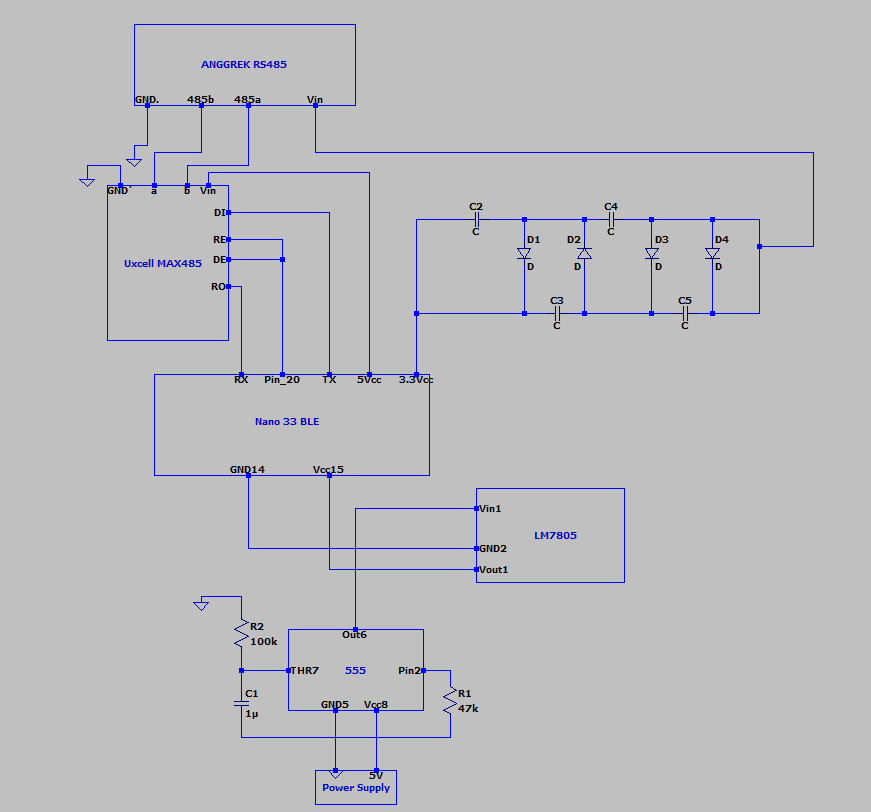 ANGGREK RS485
GND. 485b 485a Vin
GND` a b Vin
DI
RE
DE
RO
Uxcell MAX485
C2
C
C4
C
D1
D
D2
D
D3
D
D4
D
C3
C
C5
C
RX Pin_20 TX 5Vcc 3.3Vcc
Nano 33 BLE
GND14 Vcc15
Vin1
LM7805
GND2
Vout1
R2
100k
Out6
THR7 555 Pin2
C1
1µ
R1
47k
GND5 Vcc8
5V
Power Supply